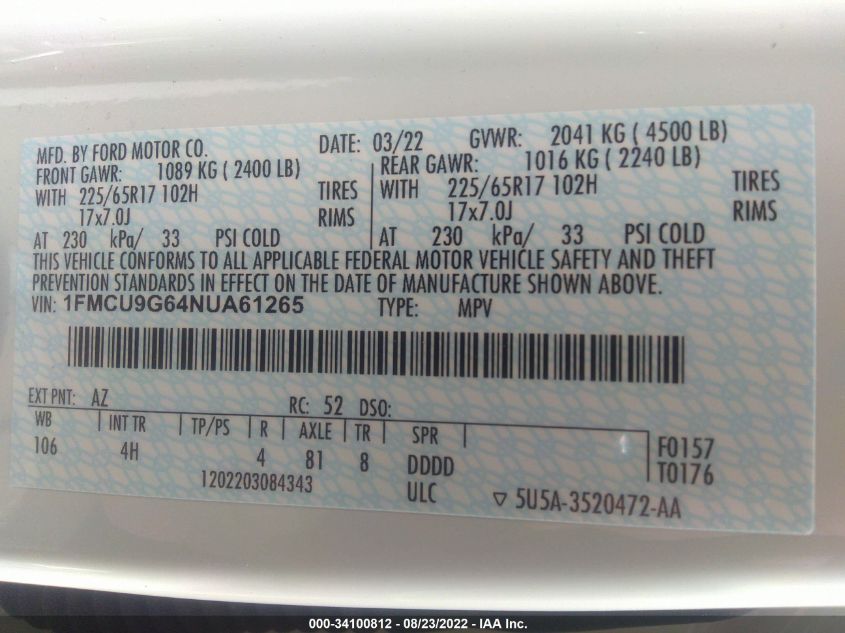 MFD. BY FORD MOTOR CO. DATE: 03/22 GVWR: 2041 KG ( 4500 LB)
FRONT GAWR: 1089 KG ( 2400 LB) REAR GAWR: 1016 KG ( 2240 LB)
WITH 225/65R17 102H TIRES WITH 225/65R17 102H TIRES
17x7.0J RIMS 17x7.0J RIMS
AT 230 kPa/ 33 PSI COLD AT 230 kPa/ 33 PSI COLD
THIS VEHICLE CONFORMS TO ALL APPLICABLE FEDERAL MOTOR VEHICLE SAFETY AND THEFT
PREVENTION STANDARDS IN EFFECT ON THE DATE OF MANUFACTURE SHOWN ABOVE.
VIN: 1FMCU9G64NUA61265 TYPE: MPV
EXT PNT: AZ RC: 52 DSO:
WB INT TR TP/PS R AXLE TR SPR F0157
106 4H 4 81 8 DDDD T0176
1202203084343 ULC ▽ 5U5A-3520472-AA
000-34100812 - 08/23/2022 - IAA Inc.